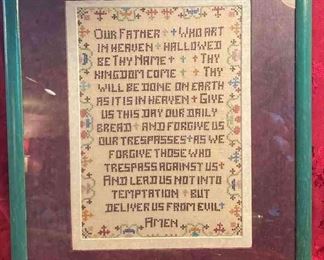 OUR FATHER WHO ART
IN HEAVEN HALLOWED
BE THY NAME THY
KINGDOM COME THY
WILL BE DONE ON EARTH
AS IT IS IN HEAVEN GIVE
US THIS DAY OUR DAILY
BREAD AND FORGIVE US
OUR TRESPASSES AS WE
FORGIVE THOSE WHO
TRESPASS AGAINST US
AND LEAD US NOT INTO
TEMPTATION BUT
DELIVER US FROM EVIL
AMEN